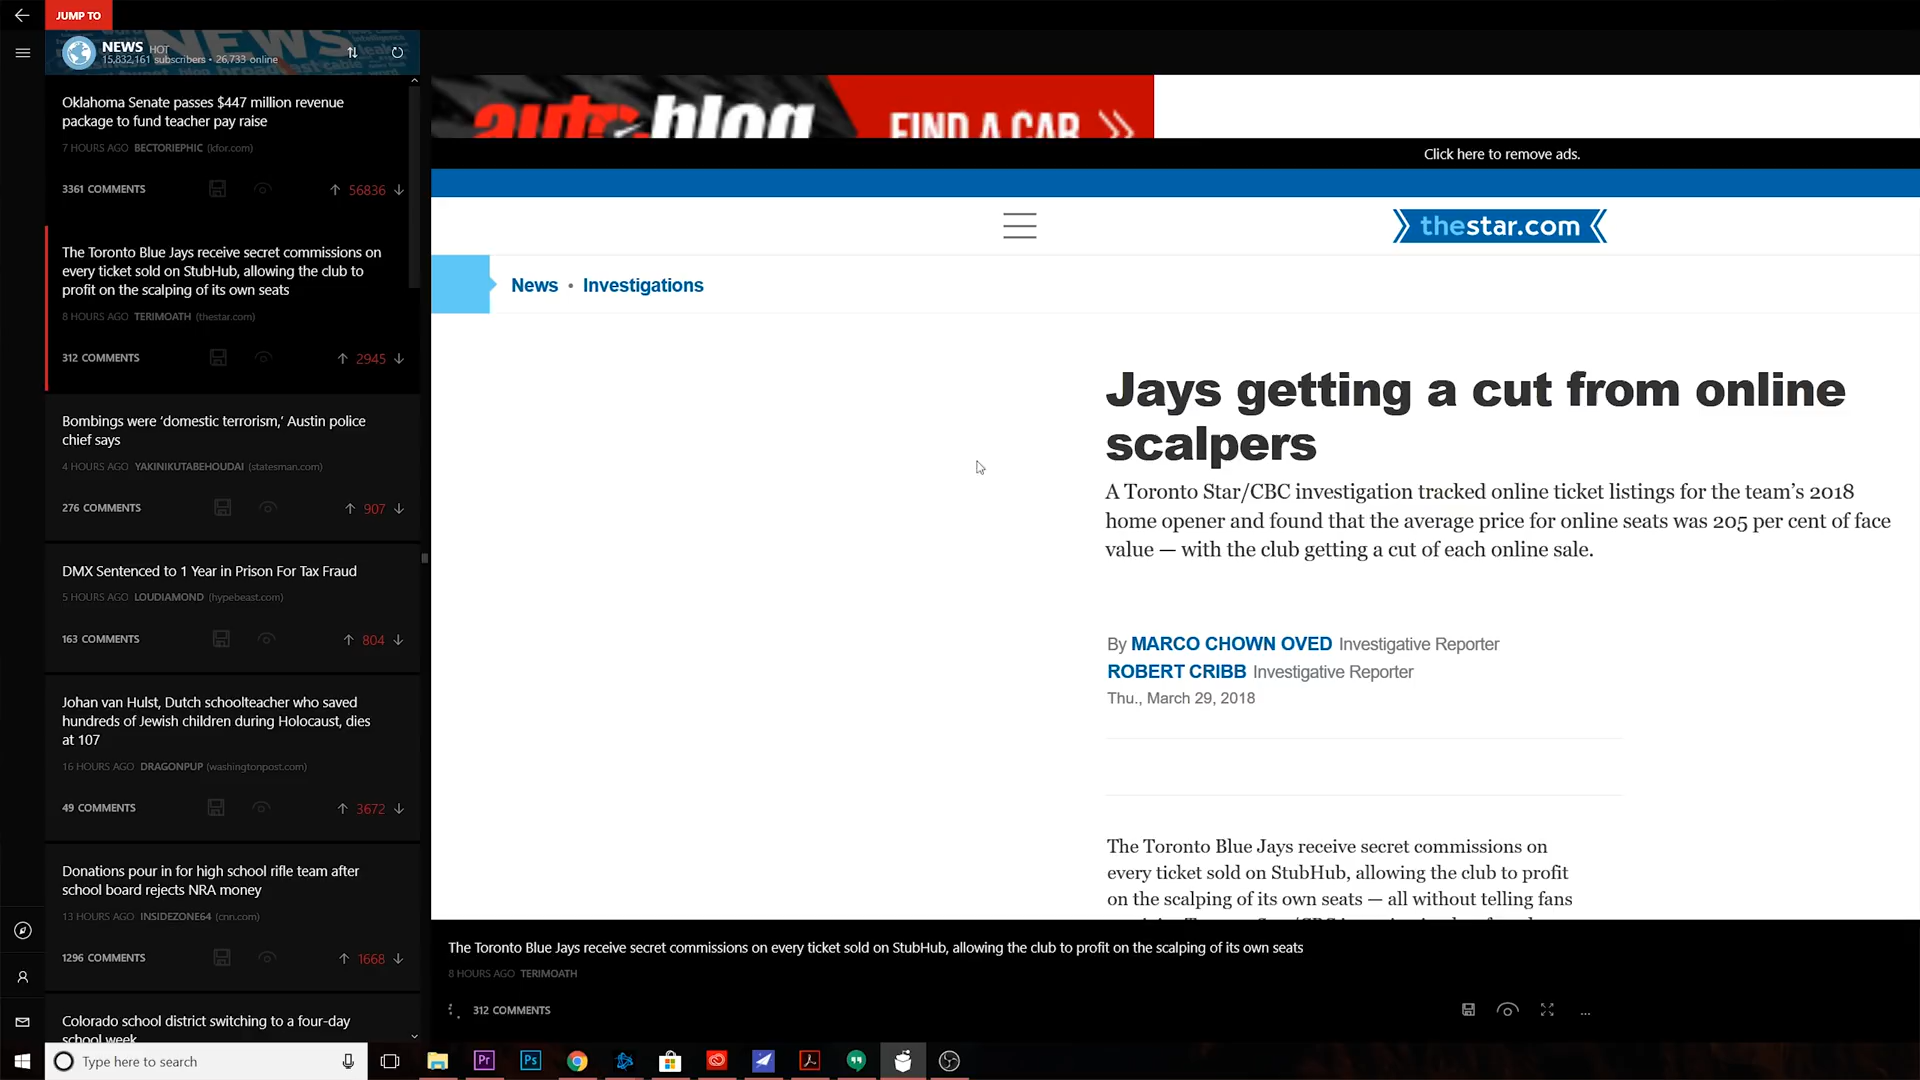 JUMP TO
NEWS HOT
15,832,161 subscribers • 26,733 online
Oklahoma Senate passes $447 million revenue
package to fund teacher pay raise
7 HOURS AGO BECTORIEPHIC (kfor.com)
3361 COMMENTS 56836
The Toronto Blue Jays receive secret commissions on
every ticket sold on StubHub, allowing the club to
profit on the scalping of its own seats
8 HOURS AGO TERIMOATH (thestar.com)
312 COMMENTS 2945
Bombings were ‘domestic terrorism,’ Austin police
chief says
4 HOURS AGO YAKINIKUTABEHOUDAI (statesman.com)
276 COMMENTS 907
DMX Sentenced to 1 Year in Prison For Tax Fraud
5 HOURS AGO LOUDIAMOND (hypebeast.com)
163 COMMENTS 804
Johan van Hulst, Dutch schoolteacher who saved
hundreds of Jewish children during Holocaust, dies
at 107
16 HOURS AGO DRAGONPUP (washingtonpost.com)
49 COMMENTS 3672
Donations pour in for high school rifle team after
school board rejects NRA money
13 HOURS AGO INSIDEZONE64 (cnn.com)
1296 COMMENTS 1668
Colorado school district switching to a four-day
school week
autoblog FIND A CAR
Click here to remove ads.
thestar.com
News • Investigations
Jays getting a cut from online
scalpers
A Toronto Star/CBC investigation tracked online ticket listings for the team’s 2018
home opener and found that the average price for online seats was 205 per cent of face
value — with the club getting a cut of each online sale.
By MARCO CHOWN OVED Investigative Reporter
ROBERT CRIBB Investigative Reporter
Thu., March 29, 2018
The Toronto Blue Jays receive secret commissions on
every ticket sold on StubHub, allowing the club to profit
on the scalping of its own seats — all without telling fans
The Toronto Blue Jays receive secret commissions on every ticket sold on StubHub, allowing the club to profit on the scalping of its own seats
8 HOURS AGO TERIMOATH
312 COMMENTS
...
Type here to search
Pr
Ps